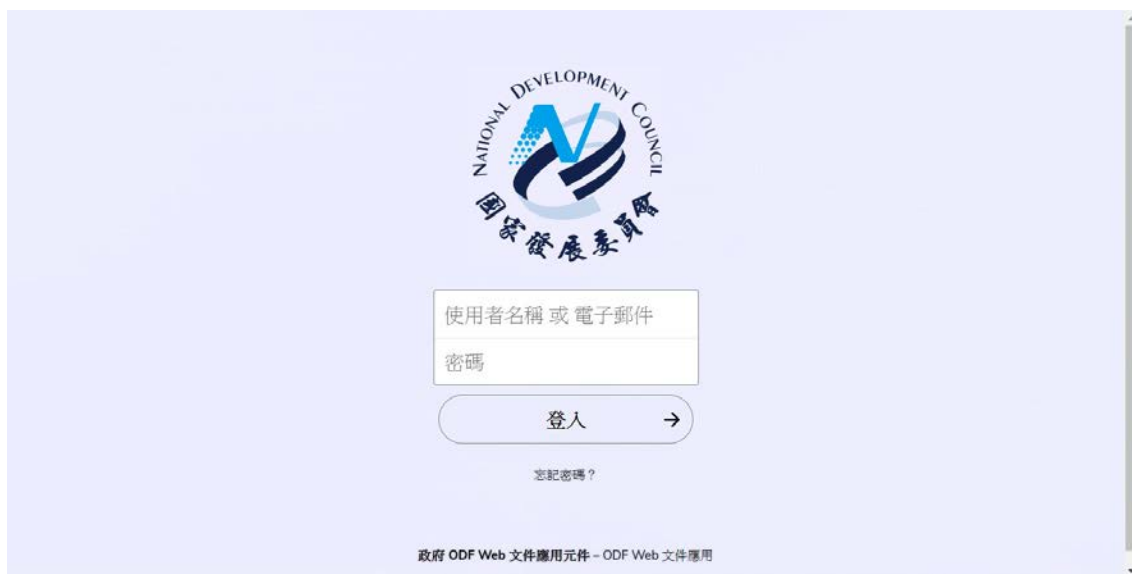 NATIONAL DEVELOPMENT COUNCIL
國家發展委員會
使用者名稱 或 電子郵件
密碼
登入
忘記密碼？
政府 ODF Web 文件應用元件 – ODF Web 文件應用